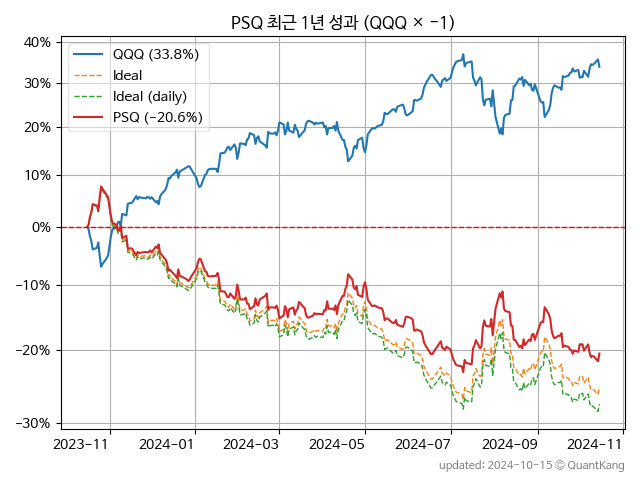 PSQ 최근 1년 성과 (QQQ × −1)
40%
30%
20%
10%
0%
−10%
−20%
−30%
QQQ (33.8%)
Ideal
Ideal (daily)
PSQ (−20.6%)
2023−11 2024−01 2024−03 2024−05 2024−07 2024−09 2024−11
updated: 2024-10-15 © QuantKang